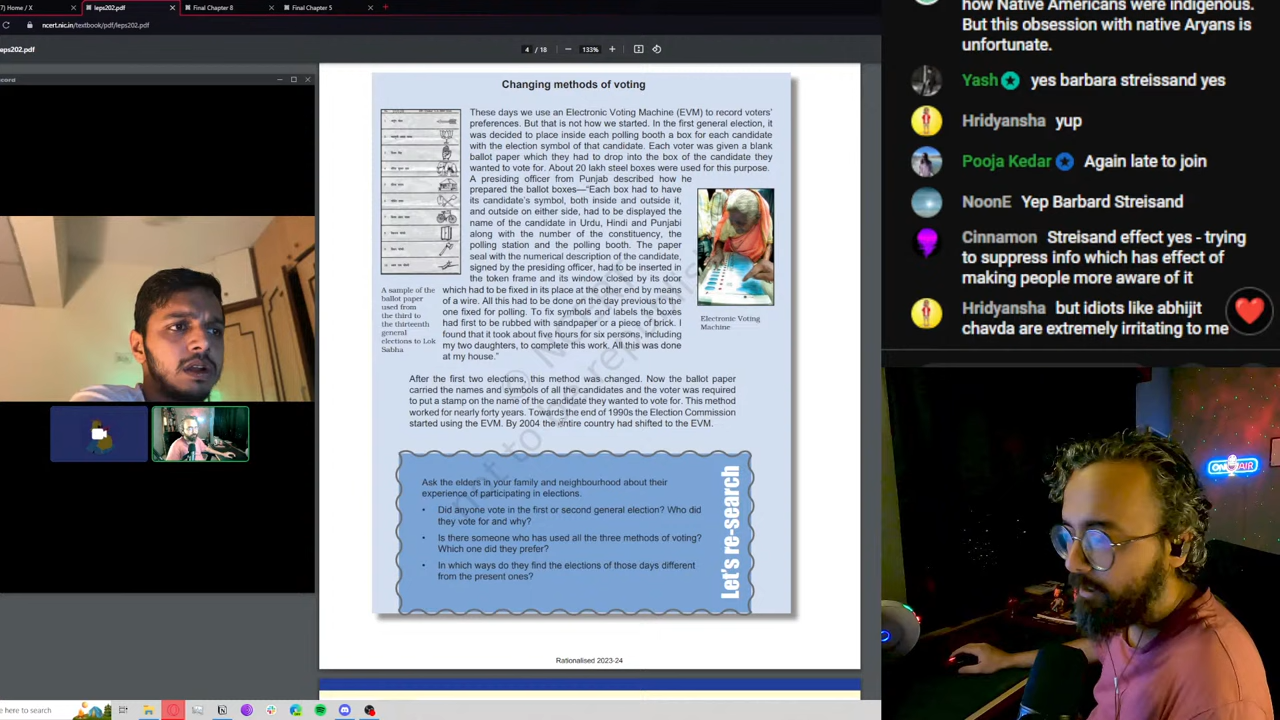 7) Home / X
leps202.pdf
Final Chapter 8
Final Chapter 5
ncert.nic.in/textbook/pdf/leps202.pdf
eps202.pdf
4 / 18
133%
cord
Changing methods of voting
These days we use an Electronic Voting Machine (EVM) to record voters'
preferences. But that is not how we started. In the first general election, it
was decided to place inside each polling booth a box for each candidate
with the election symbol of that candidate. Each voter was given a blank
ballot paper which they had to drop into the box of the candidate they
wanted to vote for. About 20 lakh steel boxes were used for this purpose.
A presiding officer from Punjab described how he
prepared the ballot boxes—"Each box had to have
its candidate's symbol, both inside and outside it,
and outside on either side, had to be displayed the
name of the candidate in Urdu, Hindi and Punjabi
along with the number of the constituency, the
polling station and the polling booth. The paper
seal with the numerical description of the candidate,
signed by the presiding officer, had to be inserted in
the token frame and its window closed by its door
which had to be fixed in its place at the other end by means
of a wire. All this had to be done on the day previous to the
one fixed for polling. To fix symbols and labels the boxes
had first to be rubbed with sandpaper or a piece of brick. I
found that it took about five hours for six persons, including
my two daughters, to complete this work. All this was done
at my house."
A sample of the
ballot paper
used from
the third to
the thirteenth
general
elections to Lok
Sabha
Electronic Voting
Machine
After the first two elections, this method was changed. Now the ballot paper
carried the names and symbols of all the candidates and the voter was required
to put a stamp on the name of the candidate they wanted to vote for. This method
worked for nearly forty years. Towards the end of 1990s the Election Commission
started using the EVM. By 2004 the entire country had shifted to the EVM.
Ask the elders in your family and neighbourhood about their
experience of participating in elections.
• Did anyone vote in the first or second general election? Who did
they vote for and why?
• Is there someone who has used all the three methods of voting?
Which one did they prefer?
• In which ways do they find the elections of those days different
from the present ones?
Let's re-search
Rationalised 2023-24
how Native Americans were indigenous.
But this obsession with native Aryans is
unfortunate.
Yash yes barbara streissand yes
Hridyansha yup
Pooja Kedar Again late to join
NoonE Yep Barbard Streisand
Cinnamon Streisand effect yes - trying
to suppress info which has effect of
making people more aware of it
Hridyansha but idiots like abhijit
chavda are extremely irritating to me
ON AIR
e here to search